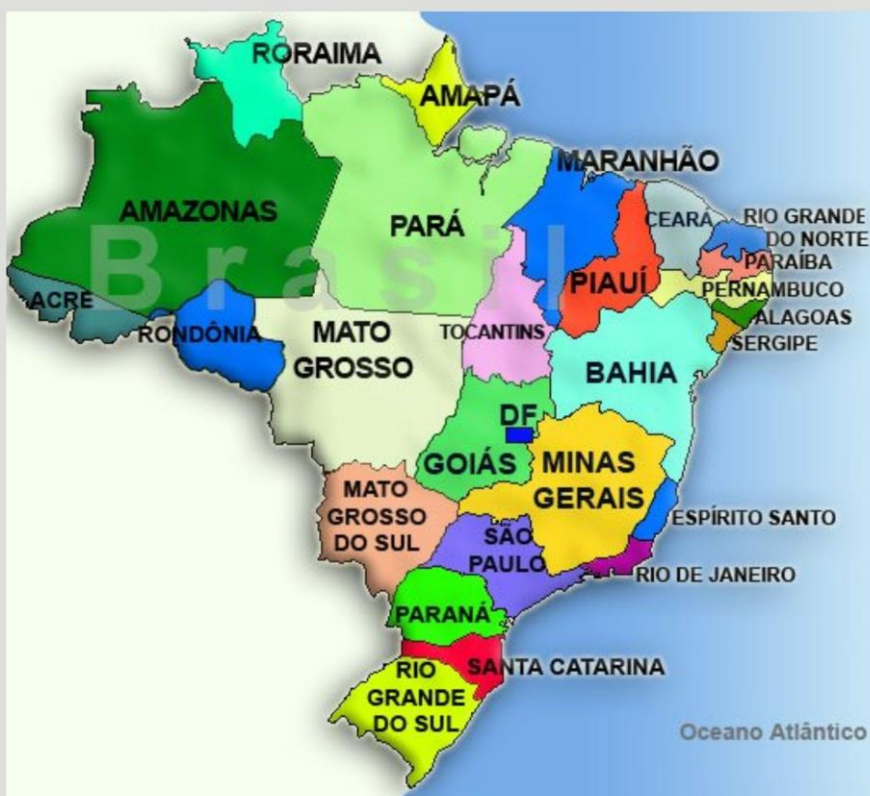 RORAIMA
AMAPÁ
MARANHÃO
AMAZONAS
PARÁ
CEARÁ
RIO GRANDE
DO NORTE
PARAÍBA
Brasil
PIAUÍ
PERNAMBUCO
ACRE
RONDÔNIA
MATO
GROSSO
TOCANTINS
ALAGOAS
SERGIPE
BAHIA
DF
GOIÁS
MINAS
GERAIS
MATO
GROSSO
DO SUL
ESPÍRITO SANTO
SÃO
PAULO
RIO DE JANEIRO
PARANÁ
SANTA CATARINA
RIO
GRANDE
DO SUL
Oceano Atlântico